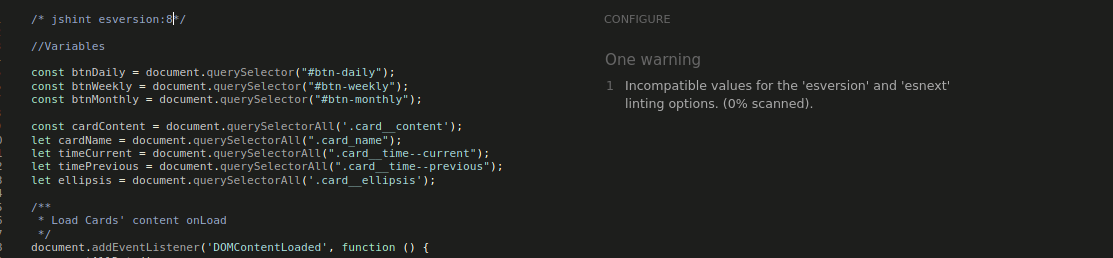 /* jshint esversion:8*/
//Variables
const btnDaily = document.querySelector("#btn-daily");
const btnWeekly = document.querySelector("#btn-weekly");
const btnMonthly = document.querySelector("#btn-monthly");
const cardContent = document.querySelectorAll('.card__content');
let cardName = document.querySelectorAll(".card_name");
let timeCurrent = document.querySelectorAll(".card__time--current");
let timePrevious = document.querySelectorAll(".card__time--previous");
let ellipsis = document.querySelectorAll('.card__ellipsis');
/**
* Load Cards' content onLoad
*/
document.addEventListener('DOMContentLoaded', function () {
CONFIGURE
One warning
1 Incompatible values for the 'esversion' and 'esnext'
linting options. (0% scanned).